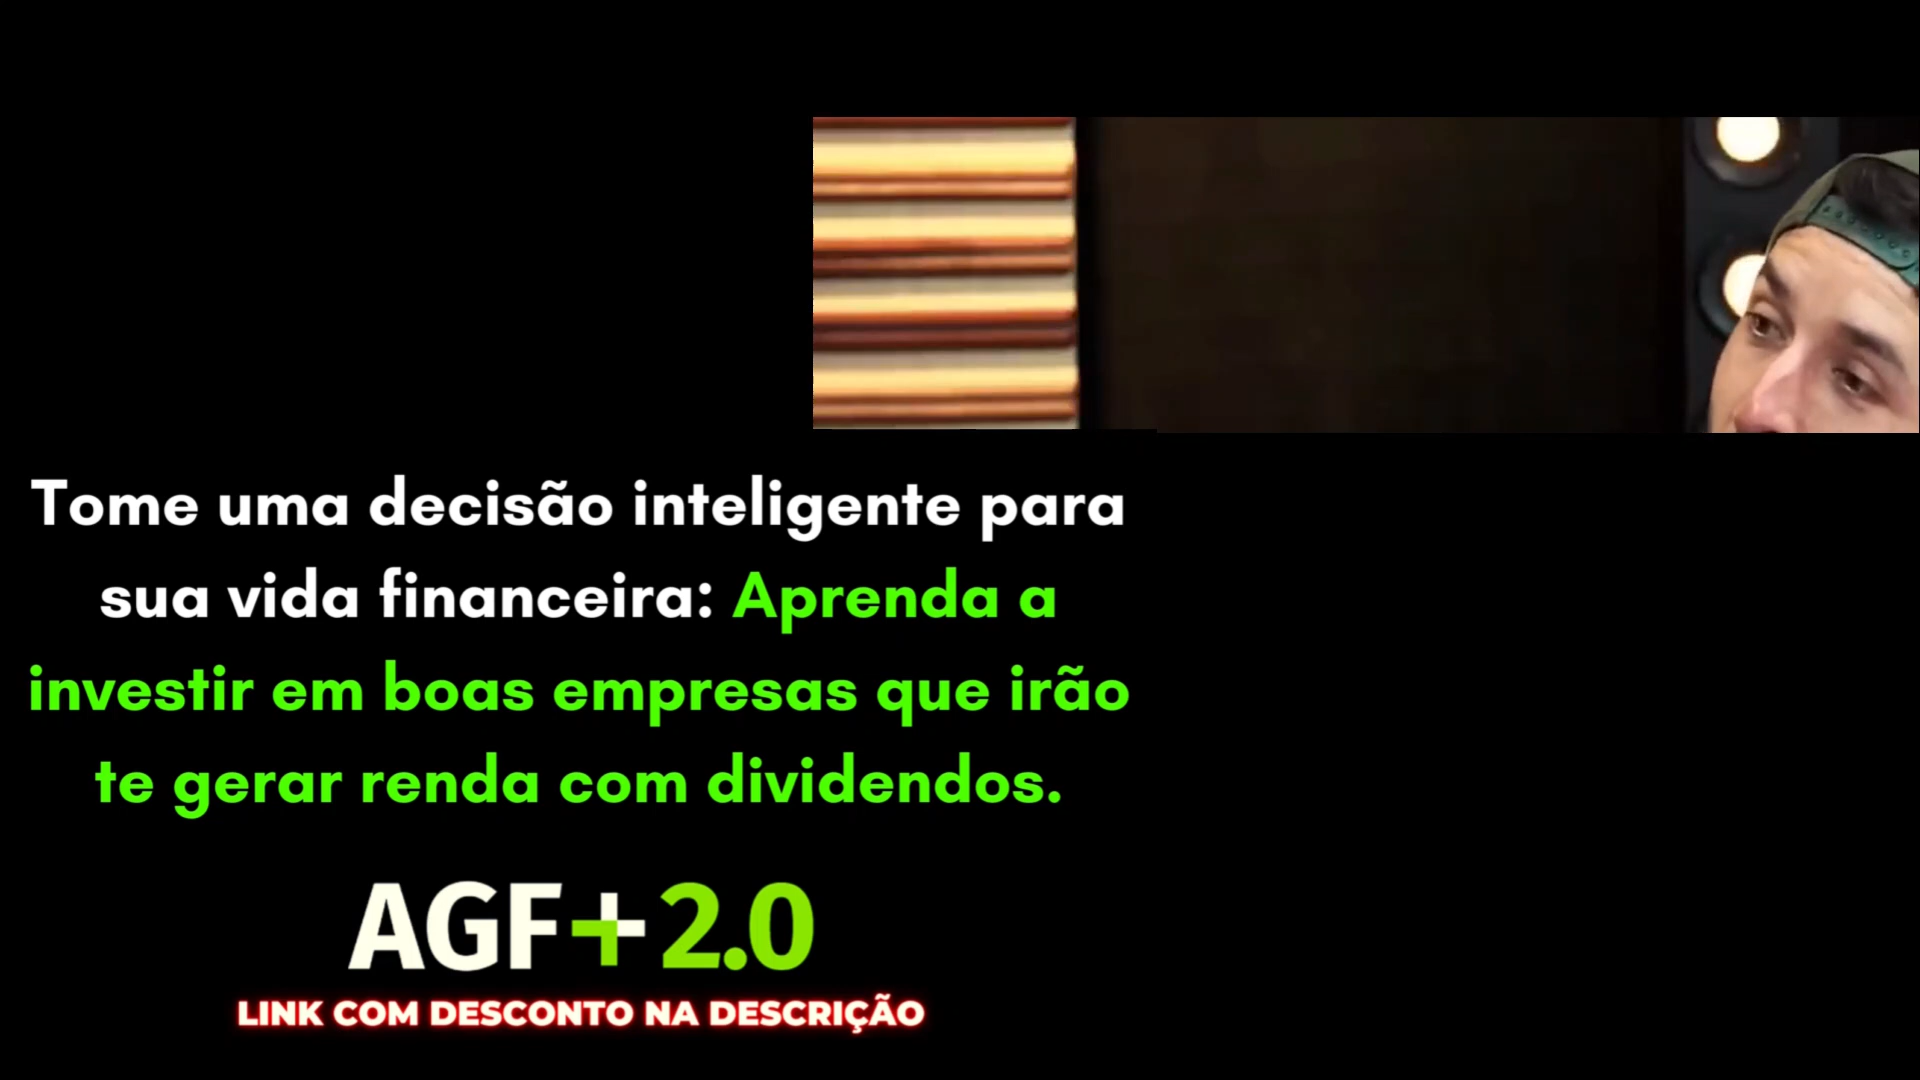 Tome uma decisão inteligente para
sua vida financeira: Aprenda a
investir em boas empresas que irão
te gerar renda com dividendos.
AGF+ 2.0
LINK COM DESCONTO NA DESCRIÇÃO